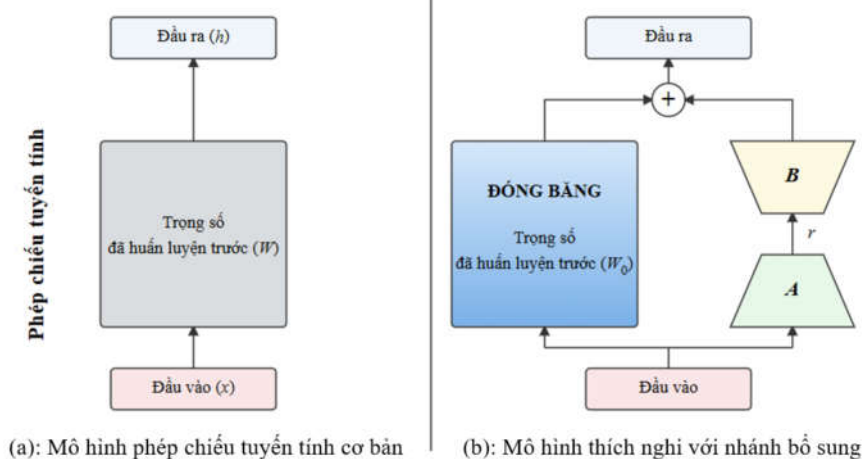 Phép chiếu tuyến tính
Đầu ra (h)
Trọng số
đã huấn luyện trước (W)
Đầu vào (x)
(a): Mô hình phép chiếu tuyến tính cơ bản
Đầu ra
+
ĐÓNG BĂNG
Trọng số
đã huấn luyện trước (W₀)
B
r
A
Đầu vào
(b): Mô hình thích nghi với nhánh bổ sung